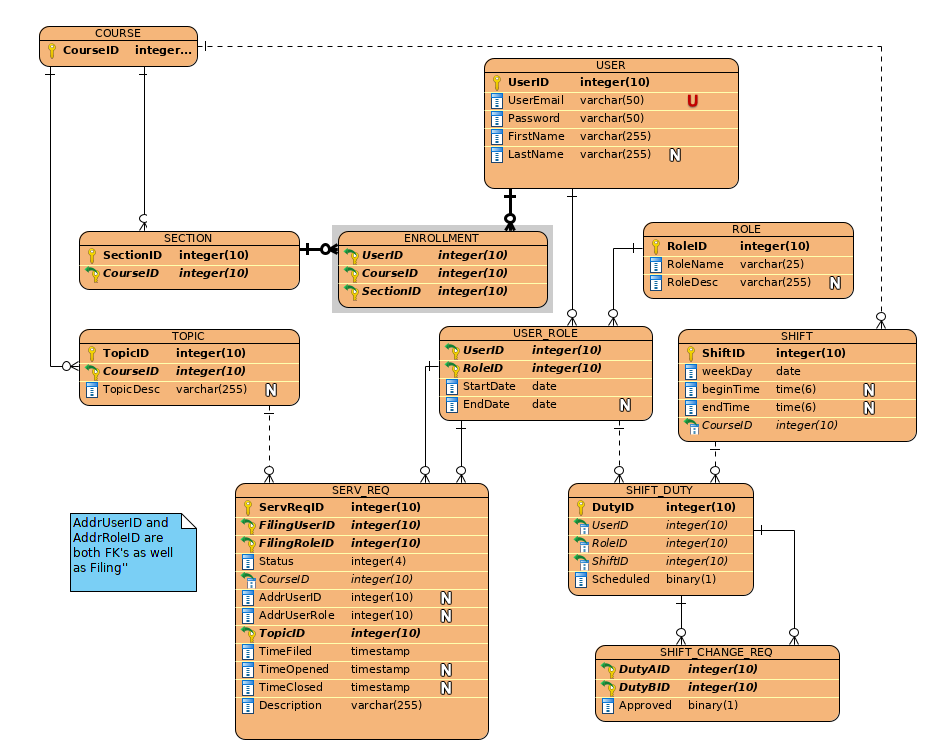 COURSE
CourseID integer...
USER
UserID integer(10)
UserEmail varchar(50) U
Password varchar(50)
FirstName varchar(255)
LastName varchar(255) N
SECTION
SectionID integer(10)
CourseID integer(10)
ENROLLMENT
UserID integer(10)
CourseID integer(10)
SectionID integer(10)
ROLE
RoleID integer(10)
RoleName varchar(25)
RoleDesc varchar(255) N
TOPIC
TopicID integer(10)
CourseID integer(10)
TopicDesc varchar(255) N
USER_ROLE
UserID integer(10)
RoleID integer(10)
StartDate date
EndDate date N
SHIFT
ShiftID integer(10)
weekDay date
beginTime time(6) N
endTime time(6) N
CourseID integer(10)
AddrUserID and
AddrRoleID are
both FK's as well
as Filing''
SERV_REQ
ServReqID integer(10)
FilingUserID integer(10)
FilingRoleID integer(10)
Status integer(4)
CourseID integer(10)
AddrUserID integer(10) N
AddrUserRole integer(10) N
TopicID integer(10)
TimeFiled timestamp
TimeOpened timestamp N
TimeClosed timestamp N
Description varchar(255)
SHIFT_DUTY
DutyID integer(10)
UserID integer(10)
RoleID integer(10)
ShiftID integer(10)
Scheduled binary(1)
SHIFT_CHANGE_REQ
DutyAID integer(10)
DutyBID integer(10)
Approved binary(1)